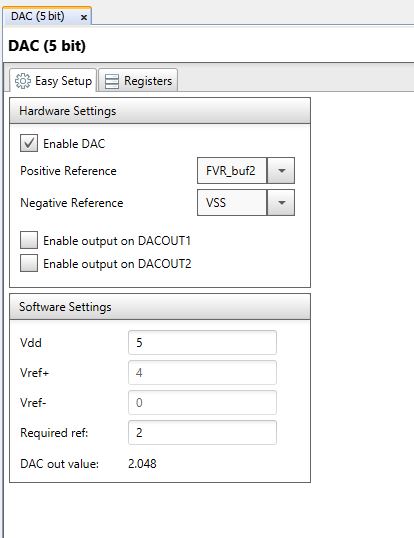 DAC (5 bit) ×
DAC (5 bit)
Easy Setup Registers
Hardware Settings
Enable DAC
Positive Reference FVR_buf2
Negative Reference VSS
Enable output on DACOUT1
Enable output on DACOUT2
Software Settings
Vdd 5
Vref+ 4
Vref- 0
Required ref: 2
DAC out value: 2.048